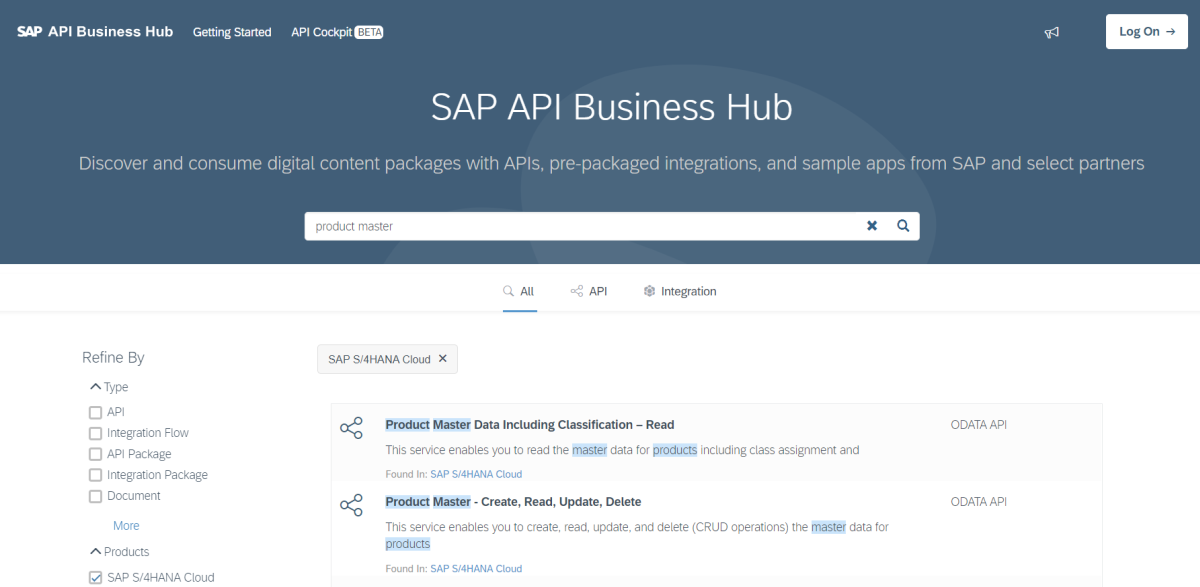 SAP API Business Hub Getting Started API Cockpit BETA Log On →
SAP API Business Hub
Discover and consume digital content packages with APIs, pre-packaged integrations, and sample apps from SAP and select partners
product master
All API Integration
Refine By
Type
API
Integration Flow
API Package
Integration Package
Document
More
Products
SAP S/4HANA Cloud
SAP S/4HANA Cloud
Product Master Data Including Classification – Read ODATA API
This service enables you to read the master data for products including class assignment and
Found In: SAP S/4HANA Cloud
Product Master - Create, Read, Update, Delete ODATA API
This service enables you to create, read, update, and delete (CRUD operations) the master data for
products
Found In: SAP S/4HANA Cloud